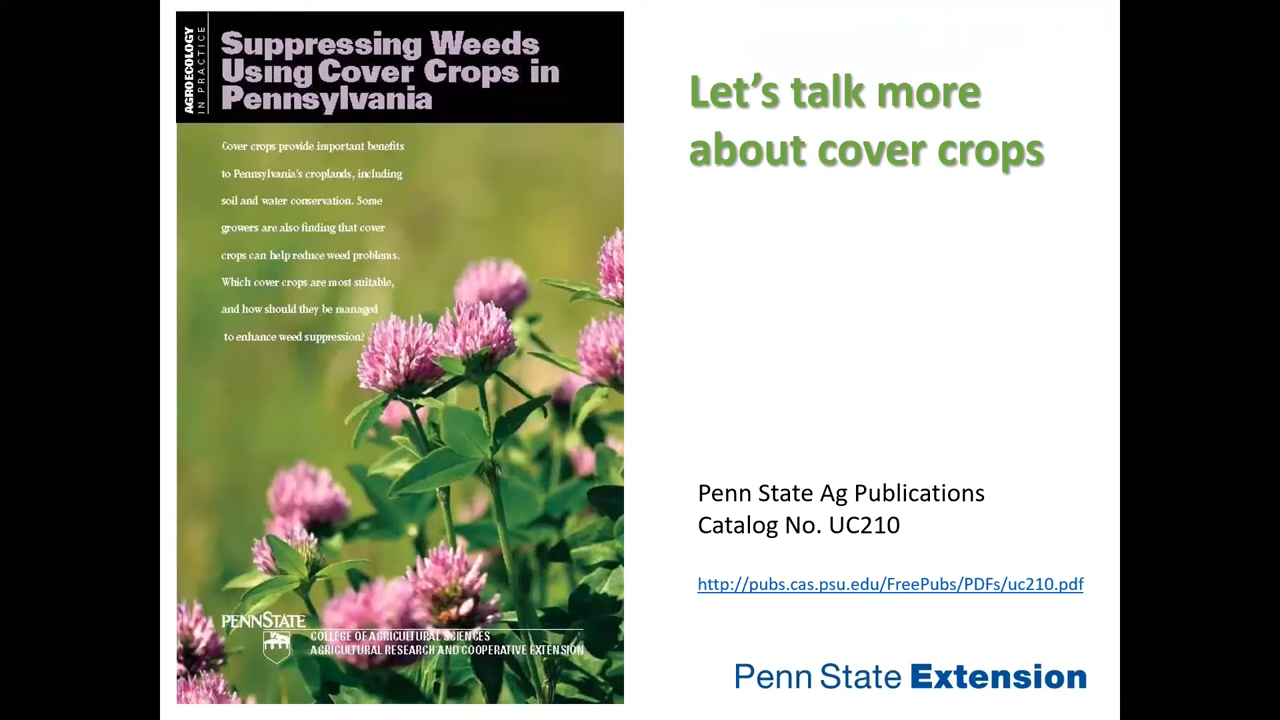 AGROECOLOGY
IN PRACTICE
Suppressing Weeds
Using Cover Crops in
Pennsylvania
Cover crops provide important benefits
to Pennsylvania's croplands, including
soil and water conservation. Some
growers are also finding that cover
crops can help reduce weed problems.
Which cover crops are most suitable,
and how should they be managed
to enhance weed suppression?
PENNSTATE
COLLEGE OF AGRICULTURAL SCIENCES
AGRICULTURAL RESEARCH AND COOPERATIVE EXTENSION
Let's talk more
about cover crops
Penn State Ag Publications
Catalog No. UC210
http://pubs.cas.psu.edu/FreePubs/PDFs/uc210.pdf
Penn State Extension